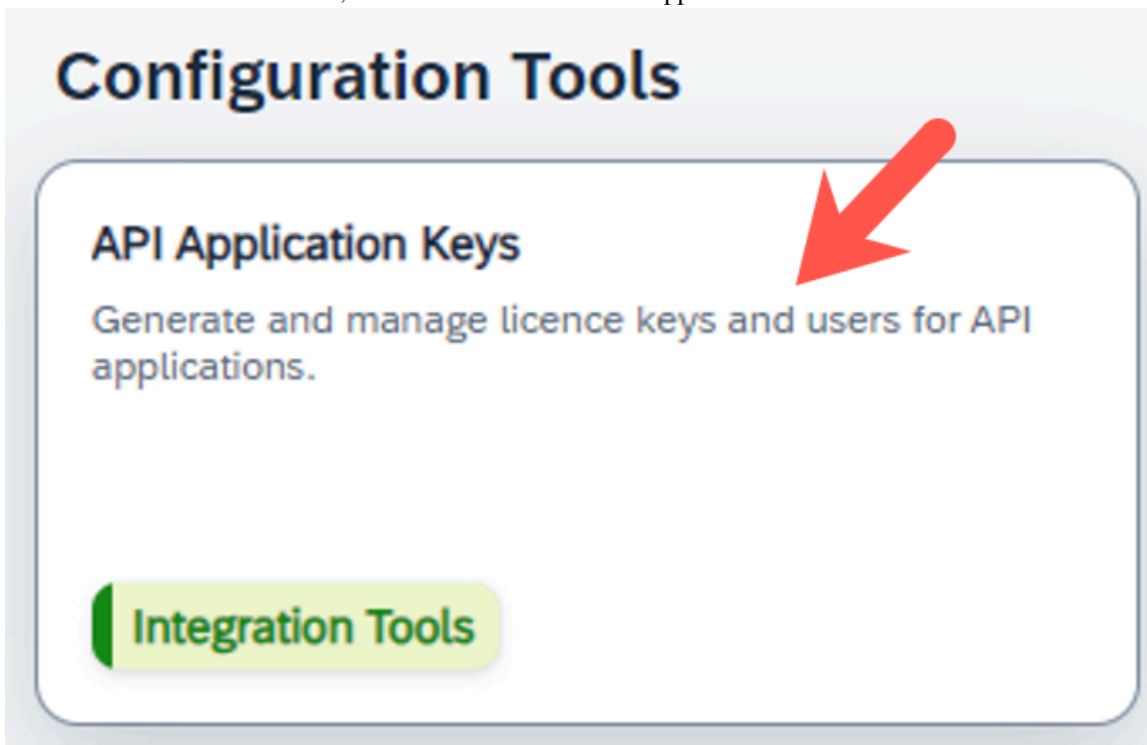 Configuration Tools
API Application Keys
Generate and manage licence keys and users for API
applications.
Integration Tools